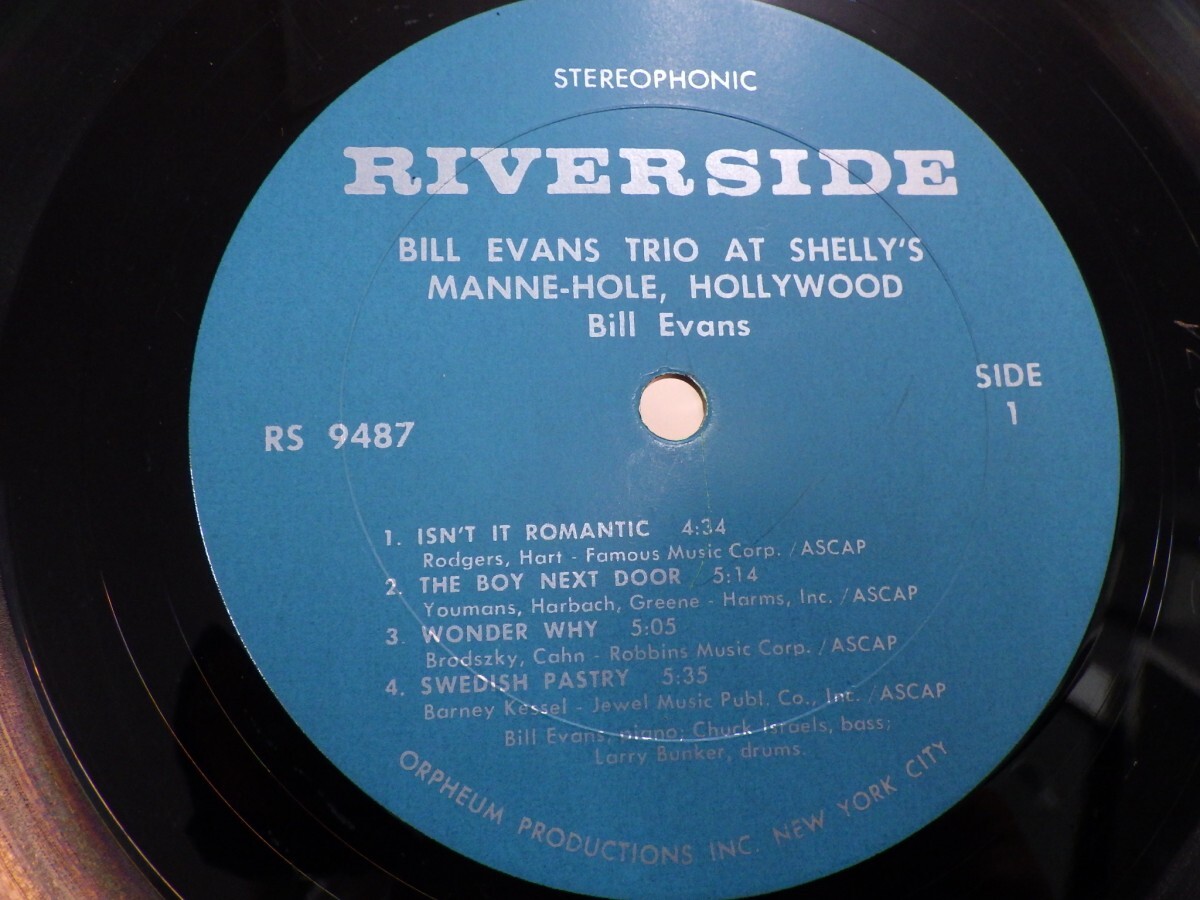 STEREOPHONIC
RIVERSIDE
BILL EVANS TRIO AT SHELLY'S
MANNE-HOLE, HOLLYWOOD
Bill Evans
SIDE
1
RS 9487
1. ISN'T IT ROMANTIC 4:34
Rodgers, Hart - Famous Music Corp. / ASCAP
2. THE BOY NEXT DOOR 5:14
Youmans, Harbach, Greene - Harms, Inc. / ASCAP
3. WONDER WHY 5:05
Brodszky, Cahn - Robbins Music Corp. / ASCAP
4. SWEDISH PASTRY 5:35
Barney Kessel - Jewel Music Publ. Co., Inc. / ASCAP
Bill Evans, piano; Chuck Israels, bass;
Larry Bunker, drums.
ORPHEUM PRODUCTIONS INC. NEW YORK CITY